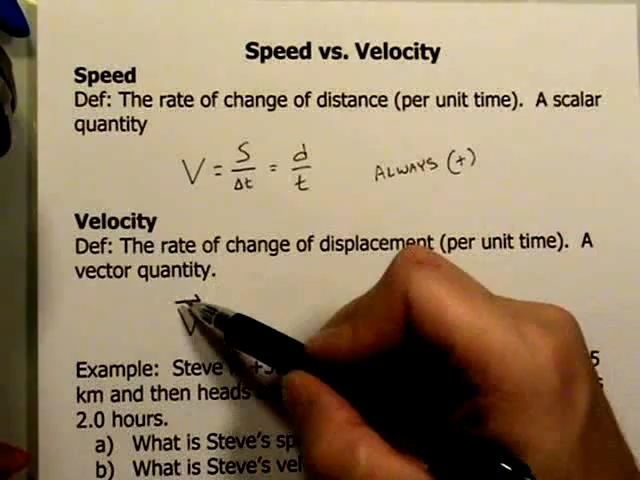 Speed vs. Velocity
Speed
Def: The rate of change of distance (per unit time). A scalar
quantity
V = S/Δt = d/t ALWAYS (+)
Velocity
Def: The rate of change of displacement (per unit time). A
vector quantity.
V
Example: Steve
km and then heads
2.0 hours.
a) What is Steve's
b) What is Steve's